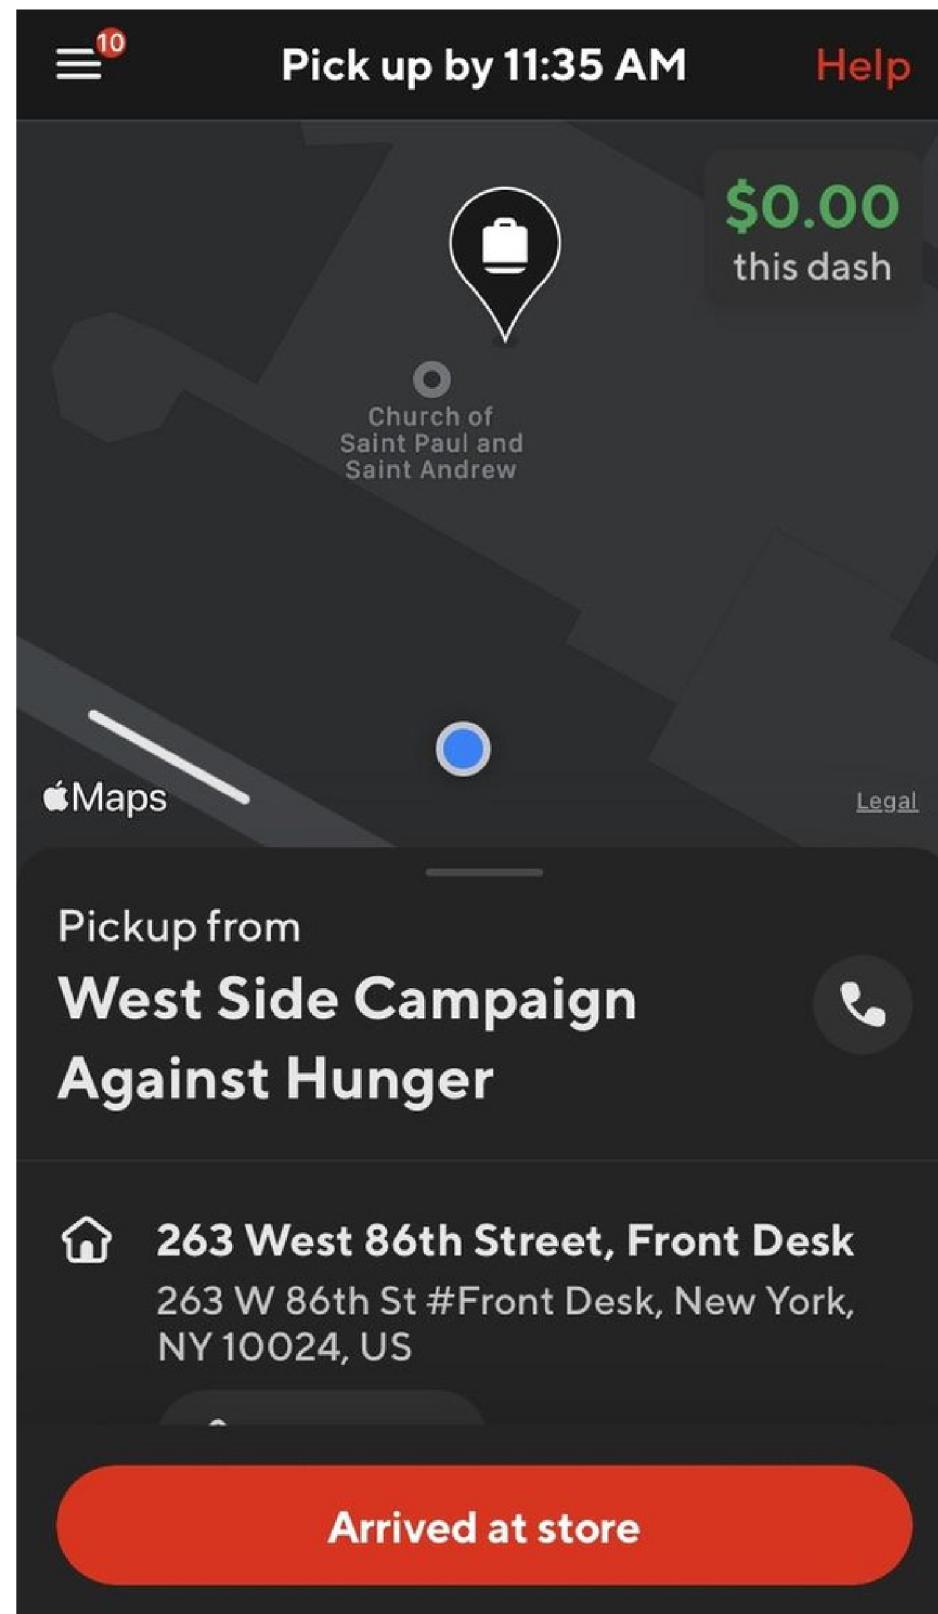 10
Pick up by 11:35 AM
Help
$0.00
this dash
Church of
Saint Paul and
Saint Andrew
Maps
Legal
Pickup from
West Side Campaign
Against Hunger
263 West 86th Street, Front Desk
263 W 86th St #Front Desk, New York,
NY 10024, US
Arrived at store